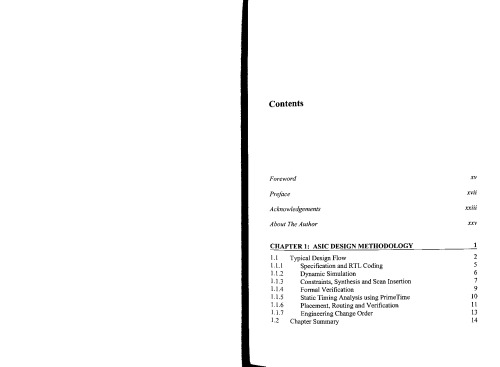 Contents
Foreword xv
Preface xvii
Acknowledgements xxiii
About The Author xxv
CHAPTER 1: ASIC DESIGN METHODOLOGY 1
1.1 Typical Design Flow 2
1.1.1 Specification and RTL Coding 5
1.1.2 Dynamic Simulation 6
1.1.3 Constraints, Synthesis and Scan Insertion 7
1.1.4 Formal Verification 9
1.1.5 Static Timing Analysis using PrimeTime 10
1.1.6 Placement, Routing and Verification 11
1.1.7 Engineering Change Order 13
1.2 Chapter Summary 14